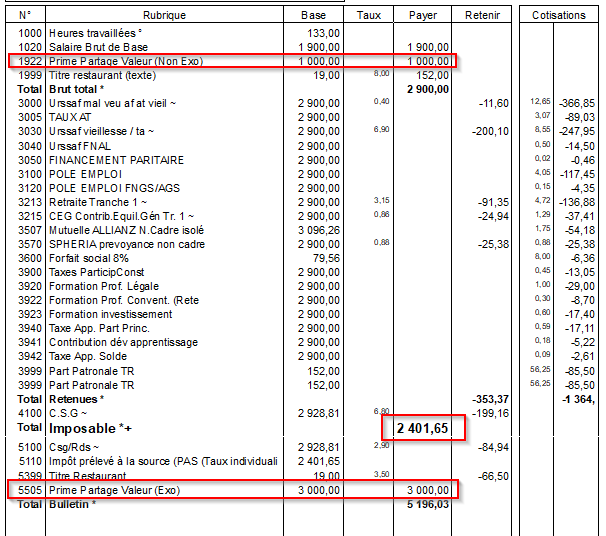 N° Rubrique Base Taux Payer Retenir Cotisations
1000 Heures travaillées ° 133,00
1020 Salaire Brut de Base 1 900,00 1 900,00
1922 Prime Partage Valeur (Non Exo) 1 000,00 1 000,00
1999 Titre restaurant (texte) 19,00 8,00 152,00
Total Brut total * 2 900,00
3000 Urssaf mal veu af at vieil ~ 2 900,00 0,40 -11,60 12,65 -366,85
3005 TAUX AT 2 900,00 3,07 -89,03
3030 Urssaf vieillesse / ta ~ 2 900,00 6,90 -200,10 8,55 -247,95
3040 Urssaf FNAL 2 900,00 0,50 -14,50
3050 FINANCEMENT PARITAIRE 2 900,00 0,02 -0,46
3100 POLE EMPLOI 2 900,00 4,05 -117,45
3120 POLE EMPLOI FNGS/AGS 2 900,00 0,15 -4,35
3213 Retraite Tranche 1 ~ 2 900,00 3,15 -91,35 4,72 -136,88
3215 CEG Contrib.Equil.Gén Tr. 1 ~ 2 900,00 0,86 -24,94 1,29 -37,41
3507 Mutuelle ALLIANZ N.Cadre isolé 3 096,26 1,75 -54,18
3570 SPHERIA prevoyance non cadre 2 900,00 0,88 -25,38 0,88 -25,38
3600 Forfait social 8% 79,56 8,00 -6,36
3900 Taxes ParticipConst 2 900,00 0,45 -13,05
3920 Formation Prof. Légale 2 900,00 1,00 -29,00
3922 Formation Prof. Convent. (Rete 2 900,00 0,30 -8,70
3923 Formation investissement 2 900,00 0,60 -17,40
3940 Taxe App. Part Princ. 2 900,00 0,59 -17,11
3941 Contribution dév apprentissage 2 900,00 0,18 -5,22
3942 Taxe App. Solde 2 900,00 0,09 -2,61
3999 Part Patronale TR 152,00 56,25 -85,50
3999 Part Patronale TR 152,00 56,25 -85,50
Total Retenues * -353,37 -1 364,
4100 C.S.G ~ 2 928,81 6,80 -199,16
Total Imposable *+ 2 401,65
5100 Csg/Rds ~ 2 928,81 2,90 -84,94
5110 Impôt prélevé à la source (PAS (Taux individuali 2 401,65
5399 Titre Restaurant 19,00 3,50 -66,50
5505 Prime Partage Valeur (Exo) 3 000,00 3 000,00
Total Bulletin * 5 196,03